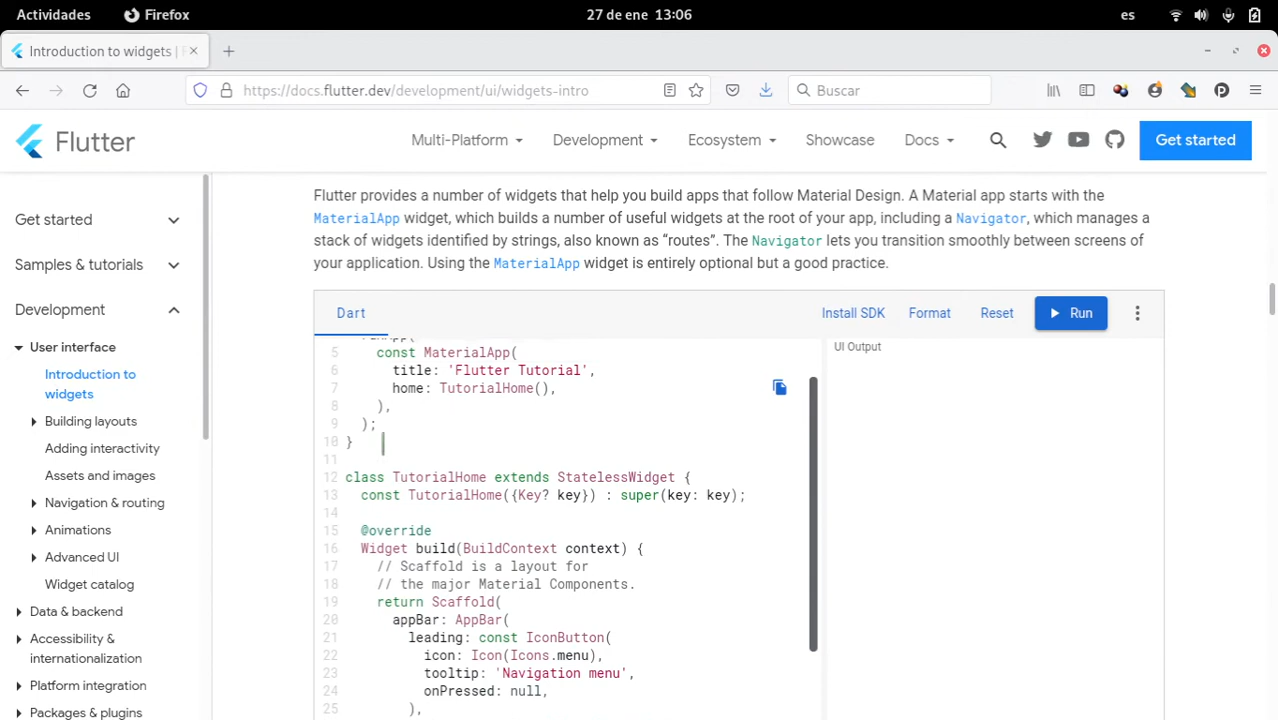 Actividades
Firefox
27 de ene 13:06
es
Introduction to widgets |
https://docs.flutter.dev/development/ui/widgets-intro
Buscar
Flutter
Multi-Platform
Development
Ecosystem
Showcase
Docs
Get started
Get started
Samples & tutorials
Development
User interface
Introduction to
widgets
Building layouts
Adding interactivity
Assets and images
Navigation & routing
Animations
Advanced UI
Widget catalog
Data & backend
Accessibility &
internationalization
Platform integration
Packages & plugins
Flutter provides a number of widgets that help you build apps that follow Material Design. A Material app starts with the
MaterialApp widget, which builds a number of useful widgets at the root of your app, including a Navigator, which manages a
stack of widgets identified by strings, also known as “routes”. The Navigator lets you transition smoothly between screens of
your application. Using the MaterialApp widget is entirely optional but a good practice.
Dart
Install SDK
Format
Reset
Run
UI Output
5 const MaterialApp(
6 title: 'Flutter Tutorial',
7 home: TutorialHome(),
8 ),
9 );
10 }
11
12 class TutorialHome extends StatelessWidget {
13 const TutorialHome({Key? key}) : super(key: key);
14
15 @override
16 Widget build(BuildContext context) {
17 // Scaffold is a layout for
18 // the major Material Components.
19 return Scaffold(
20 appBar: AppBar(
21 leading: const IconButton(
22 icon: Icon(Icons.menu),
23 tooltip: 'Navigation menu',
24 onPressed: null,
25 ),